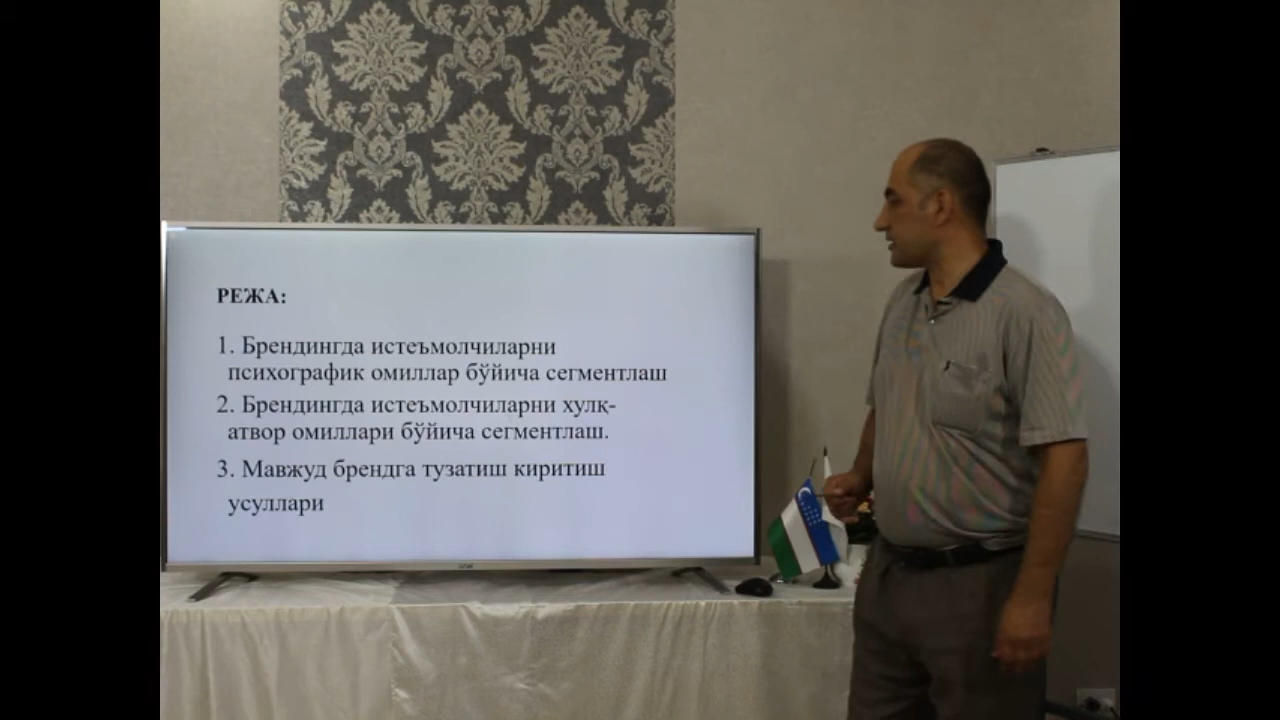 РЕЖА:
1. Брендингда истеъмолчиларни
психографик омиллар бўйича сегментлаш
2. Брендингда истеъмолчиларни хулқ-
атвор омиллари бўйича сегментлаш.
3. Мавжуд брендга тузатиш киритиш
усуллари